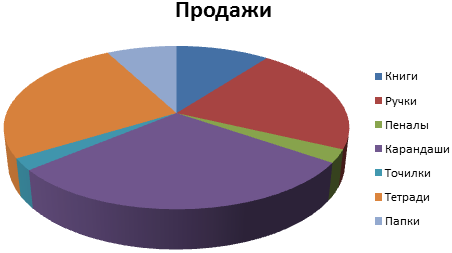 Продажи
Книги
Ручки
Пеналы
Карандаши
Точилки
Тетради
Папки